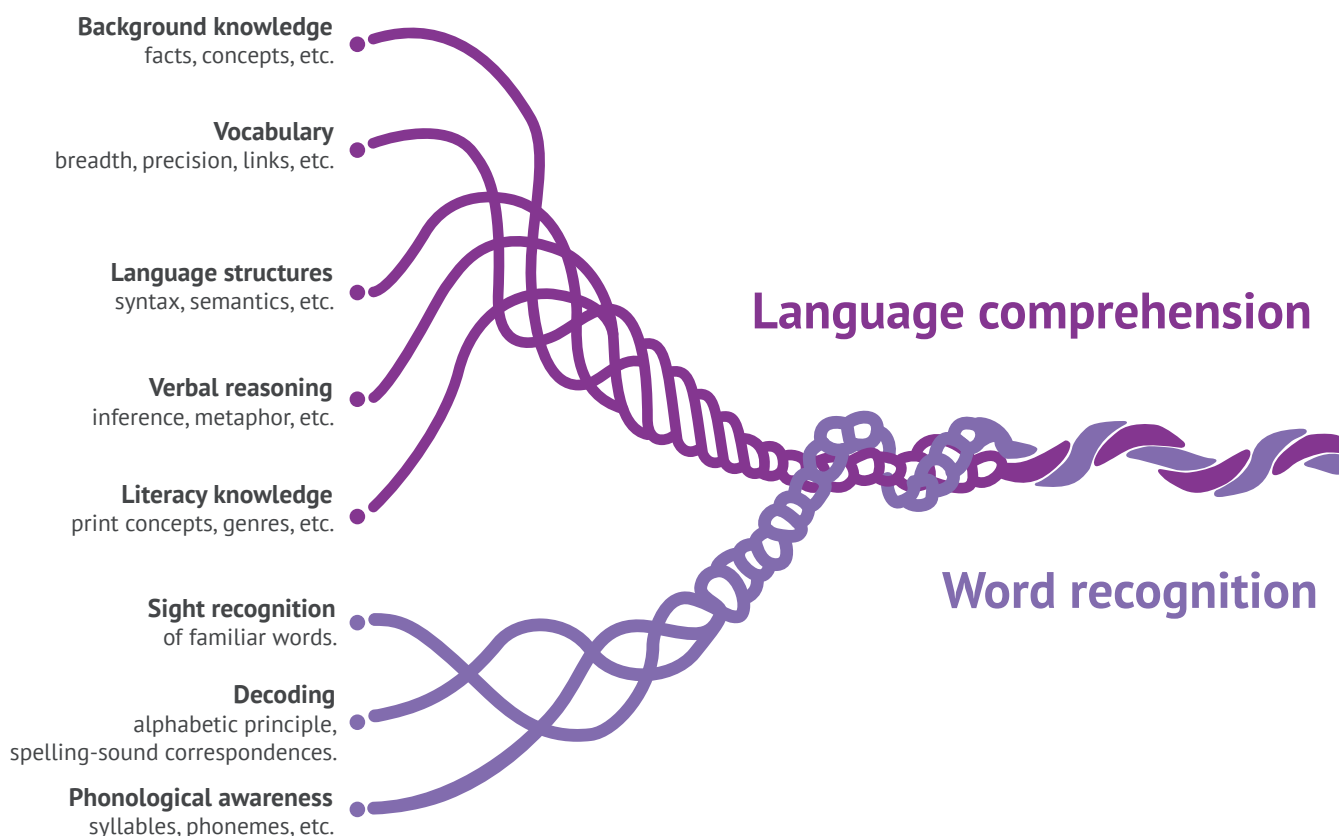 Background knowledge
facts, concepts, etc.
Vocabulary
breadth, precision, links, etc.
Language structures
syntax, semantics, etc.
Verbal reasoning
inference, metaphor, etc.
Literacy knowledge
print concepts, genres, etc.
Language comprehension
Sight recognition
of familiar words.
Decoding
alphabetic principle,
spelling-sound correspondences.
Phonological awareness
syllables, phonemes, etc.
Word recognition